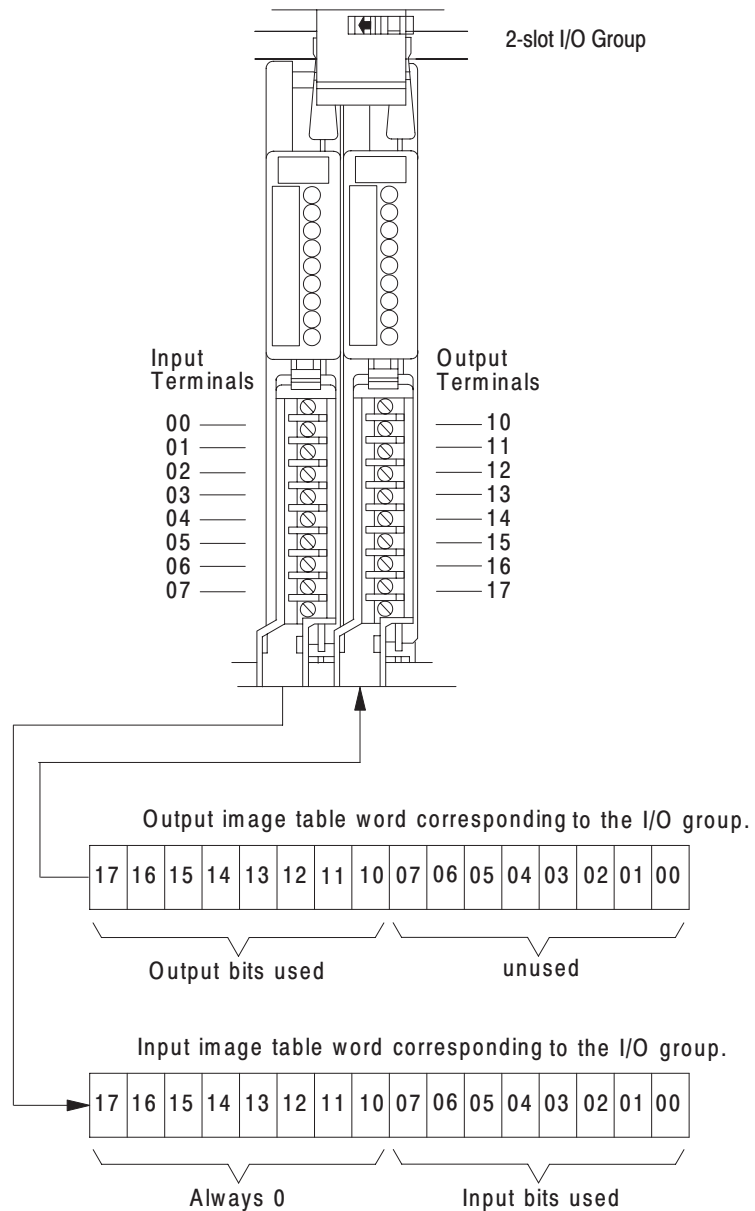 2-slot I/O Group
Input
Terminals
Output
Terminals
00
10
01
11
02
12
03
13
04
14
05
15
06
16
07
17
Output image table word corresponding to the I/O group.
17 16 15 14 13 12 11 10 07 06 05 04 03 02 01 00
Output bits used unused
Input image table word corresponding to the I/O group.
17 16 15 14 13 12 11 10 07 06 05 04 03 02 01 00
Always 0 Input bits used